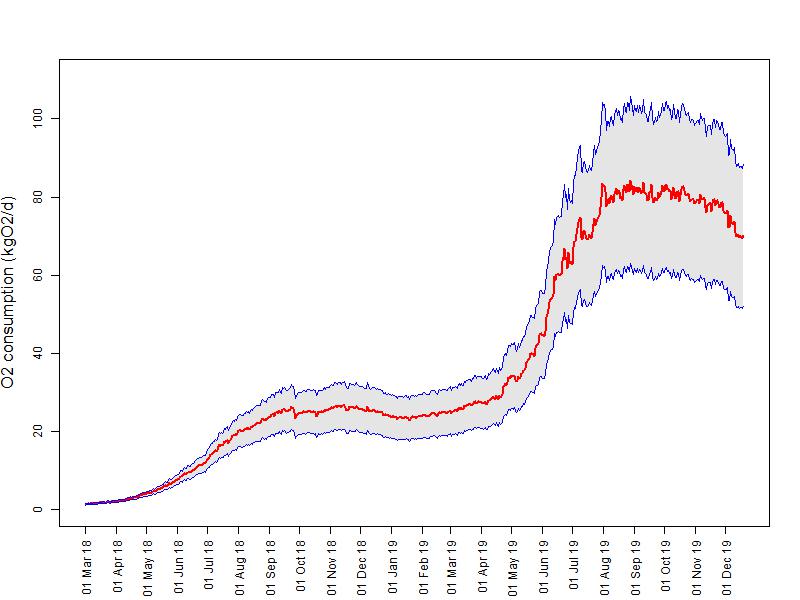 O2 consumption (kgO2/d)
100
80
60
40
20
0
01 Mar 18
01 Apr 18
01 May 18
01 Jun 18
01 Jul 18
01 Aug 18
01 Sep 18
01 Oct 18
01 Nov 18
01 Dec 18
01 Jan 19
01 Feb 19
01 Mar 19
01 Apr 19
01 May 19
01 Jun 19
01 Jul 19
01 Aug 19
01 Sep 19
01 Oct 19
01 Nov 19
01 Dec 19